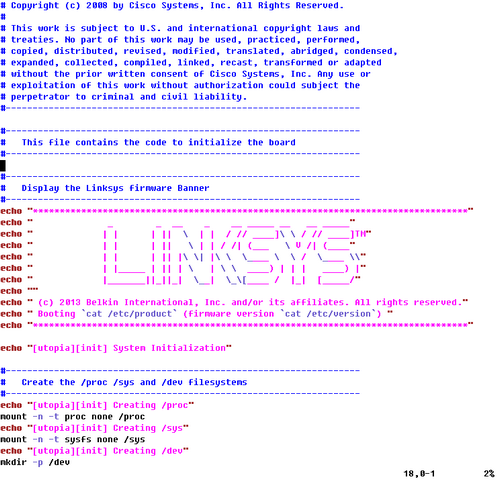 # Copyright (c) 2008 by Cisco Systems, Inc. All Rights Reserved.
#
# This work is subject to U.S. and international copyright laws and
# treaties. No part of this work may be used, practiced, performed,
# copied, distributed, revised, modified, translated, abridged, condensed,
# expanded, collected, compiled, linked, recast, transformed or adapted
# without the prior written consent of Cisco Systems, Inc. Any use or
# exploitation of this work without authorization could subject the
# perpetrator to criminal and civil liability.
#------------------------------------------------------------------
#------------------------------------------------------------------
#   This file contains the code to initialize the board
#------------------------------------------------------------------
#------------------------------------------------------------------
#   Display the Linksys firmware Banner
#------------------------------------------------------------------
echo "********************************************************************************"
echo "              _        _  __    _    __ _____ __   __ _____                 "
echo "             | |      | ||  \  | |  | / // ____]\ \ / // ____]TM"
echo "             | |      | ||   \ | | / /| (___   \ V /| (___"
echo "             | |      | ||\ \| |\ \  \____ \  \ /  \____ \\"
echo "             | |_____ | || | \   | \ \  ____) | | |   ____) |"
echo "             |_______||_||_|  \__|  \_\[_____ /  |_|  [_____/"
echo ""
echo " (c) 2013 Belkin International, Inc. and/or its affiliates. All rights reserved."
echo " Booting `cat /etc/product` (firmware version `cat /etc/version`) "
echo "********************************************************************************"
echo "[utopia][init] System Initialization"
#------------------------------------------------------------------
#   Create the /proc /sys and /dev filesystems
#------------------------------------------------------------------
echo "[utopia][init] Creating /proc"
mount -n -t proc none /proc
echo "[utopia][init] Creating /sys"
mount -n -t sysfs none /sys
echo "[utopia][init] Creating /dev"
mkdir -p /dev
18,0-1 2%